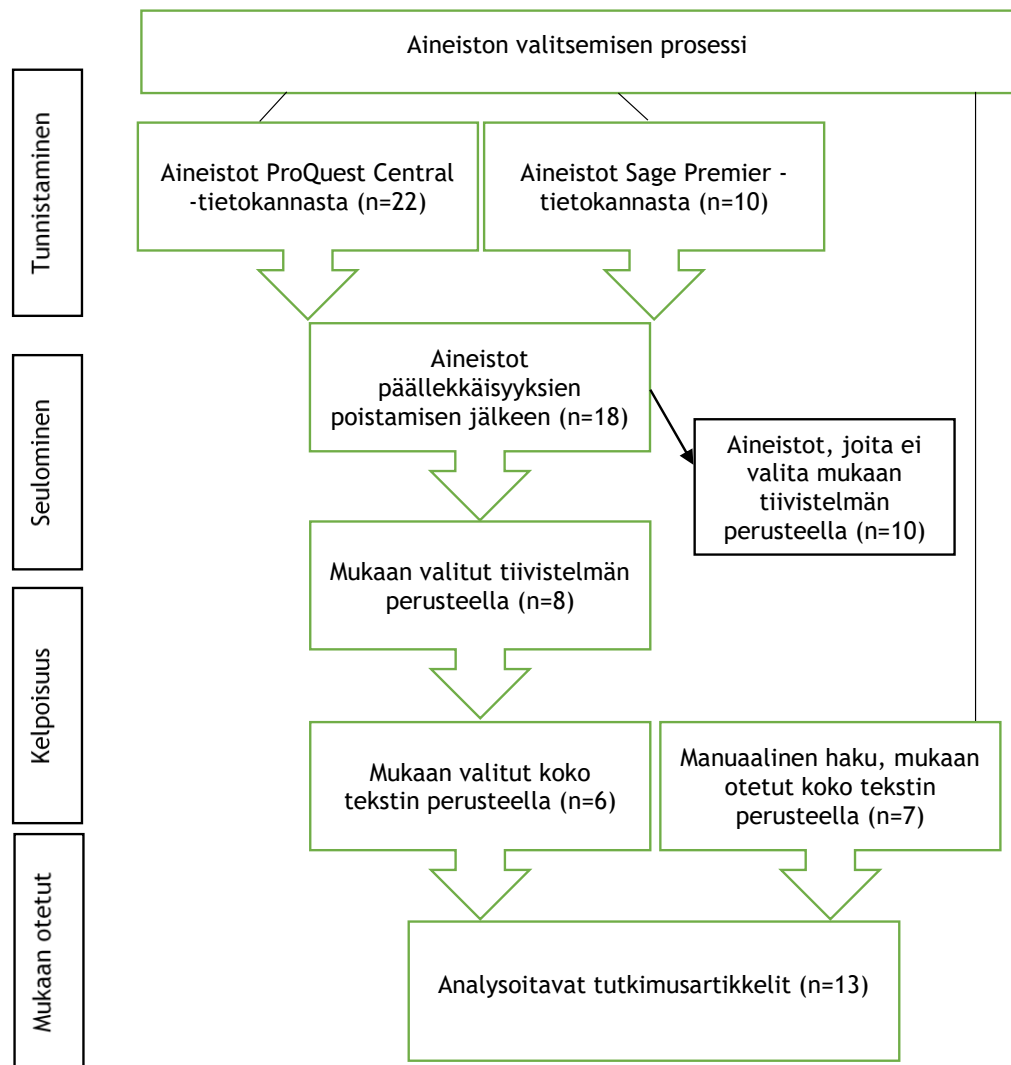 Aineiston valitsemisen prosessi
Tunnistaminen
Aineistot ProQuest Central
-tietokannasta (n=22)
Aineistot Sage Premier -
tietokannasta (n=10)
Seulominen
Aineistot
päällekkäisyyksien
poistamisen jälkeen (n=18)
Aineistot, joita ei
valita mukaan
tiivistelmän
perusteella (n=10)
Mukaan valitut tiivistelmän
perusteella (n=8)
Kelpoisuus
Mukaan valitut koko
tekstin perusteella (n=6)
Manuaalinen haku, mukaan
otetut koko tekstin
perusteella (n=7)
Mukaan otetut
Analysoitavat tutkimusartikkelit (n=13)